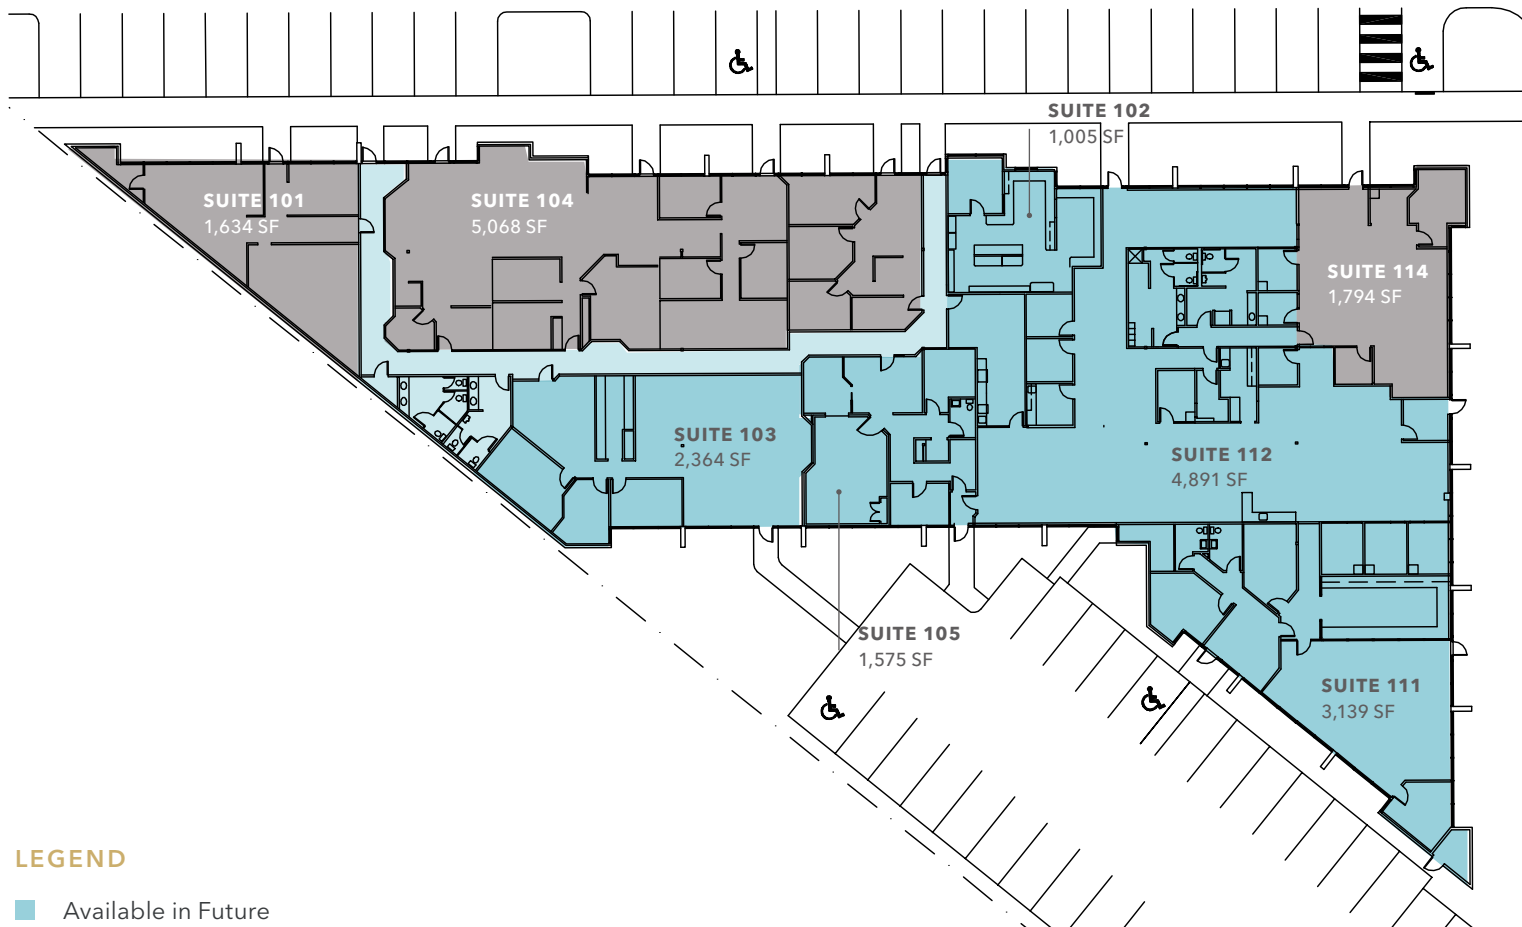 SUITE 102
1,005 SF
SUITE 101
1,634 SF
SUITE 104
5,068 SF
SUITE 114
1,794 SF
SUITE 103
2,364 SF
SUITE 112
4,891 SF
SUITE 105
1,575 SF
SUITE 111
3,139 SF
LEGEND
Available in Future